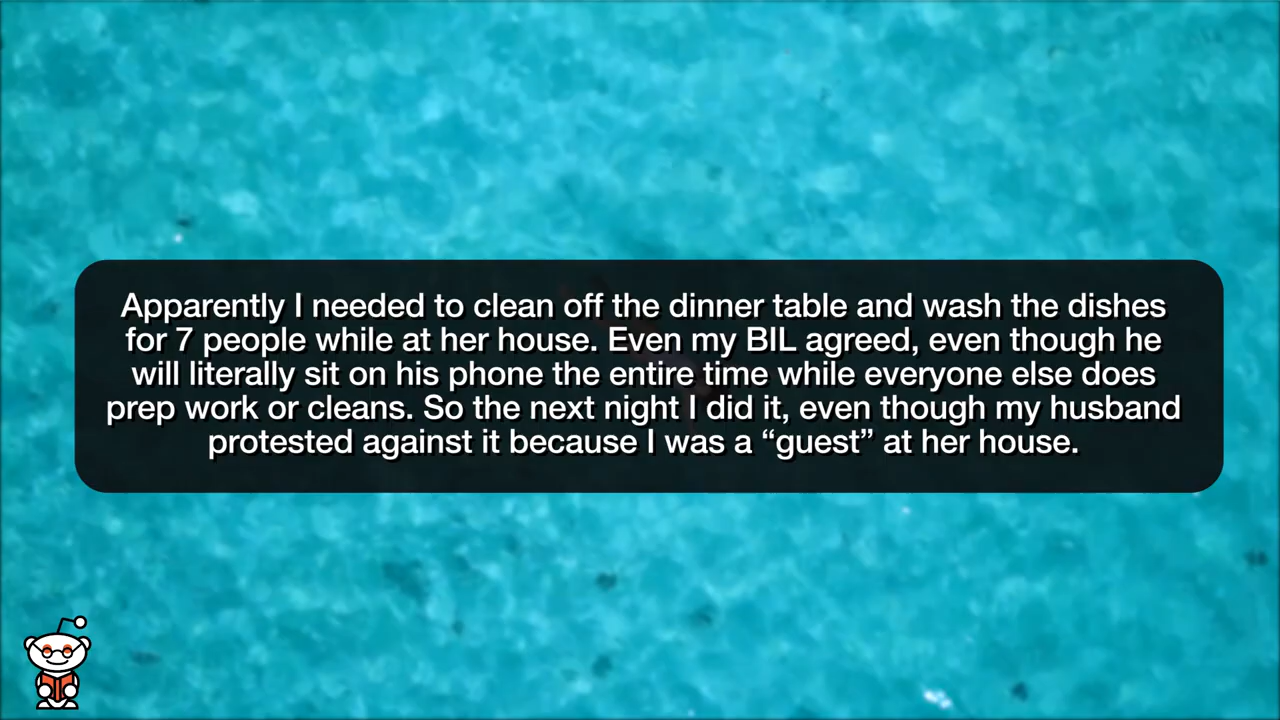 Apparently I needed to clean off the dinner table and wash the dishes
for 7 people while at her house. Even my BIL agreed, even though he
will literally sit on his phone the entire time while everyone else does
prep work or cleans. So the next night I did it, even though my husband
protested against it because I was a “guest” at her house.